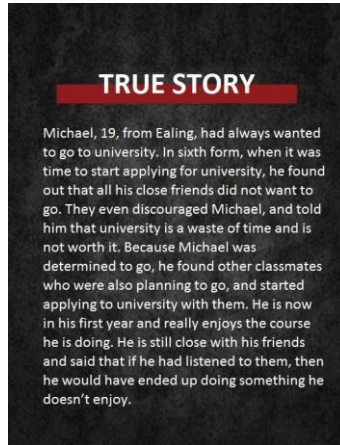 TRUE STORY
Michael, 19, from Ealing, had always wanted
to go to university. In sixth form, when it was
time to start applying for university, he found
out that all his close friends did not want to
go. They even discouraged Michael, and told
him that university is a waste of time and is
not worth it. Because Michael was
determined to go, he found other classmates
who were also planning to go, and started
applying to university with them. He is now
in his first year and really enjoys the course
he is doing. He is still close with his friends
and said that if he had listened to them, then
he would have ended up doing something he
doesn't enjoy.